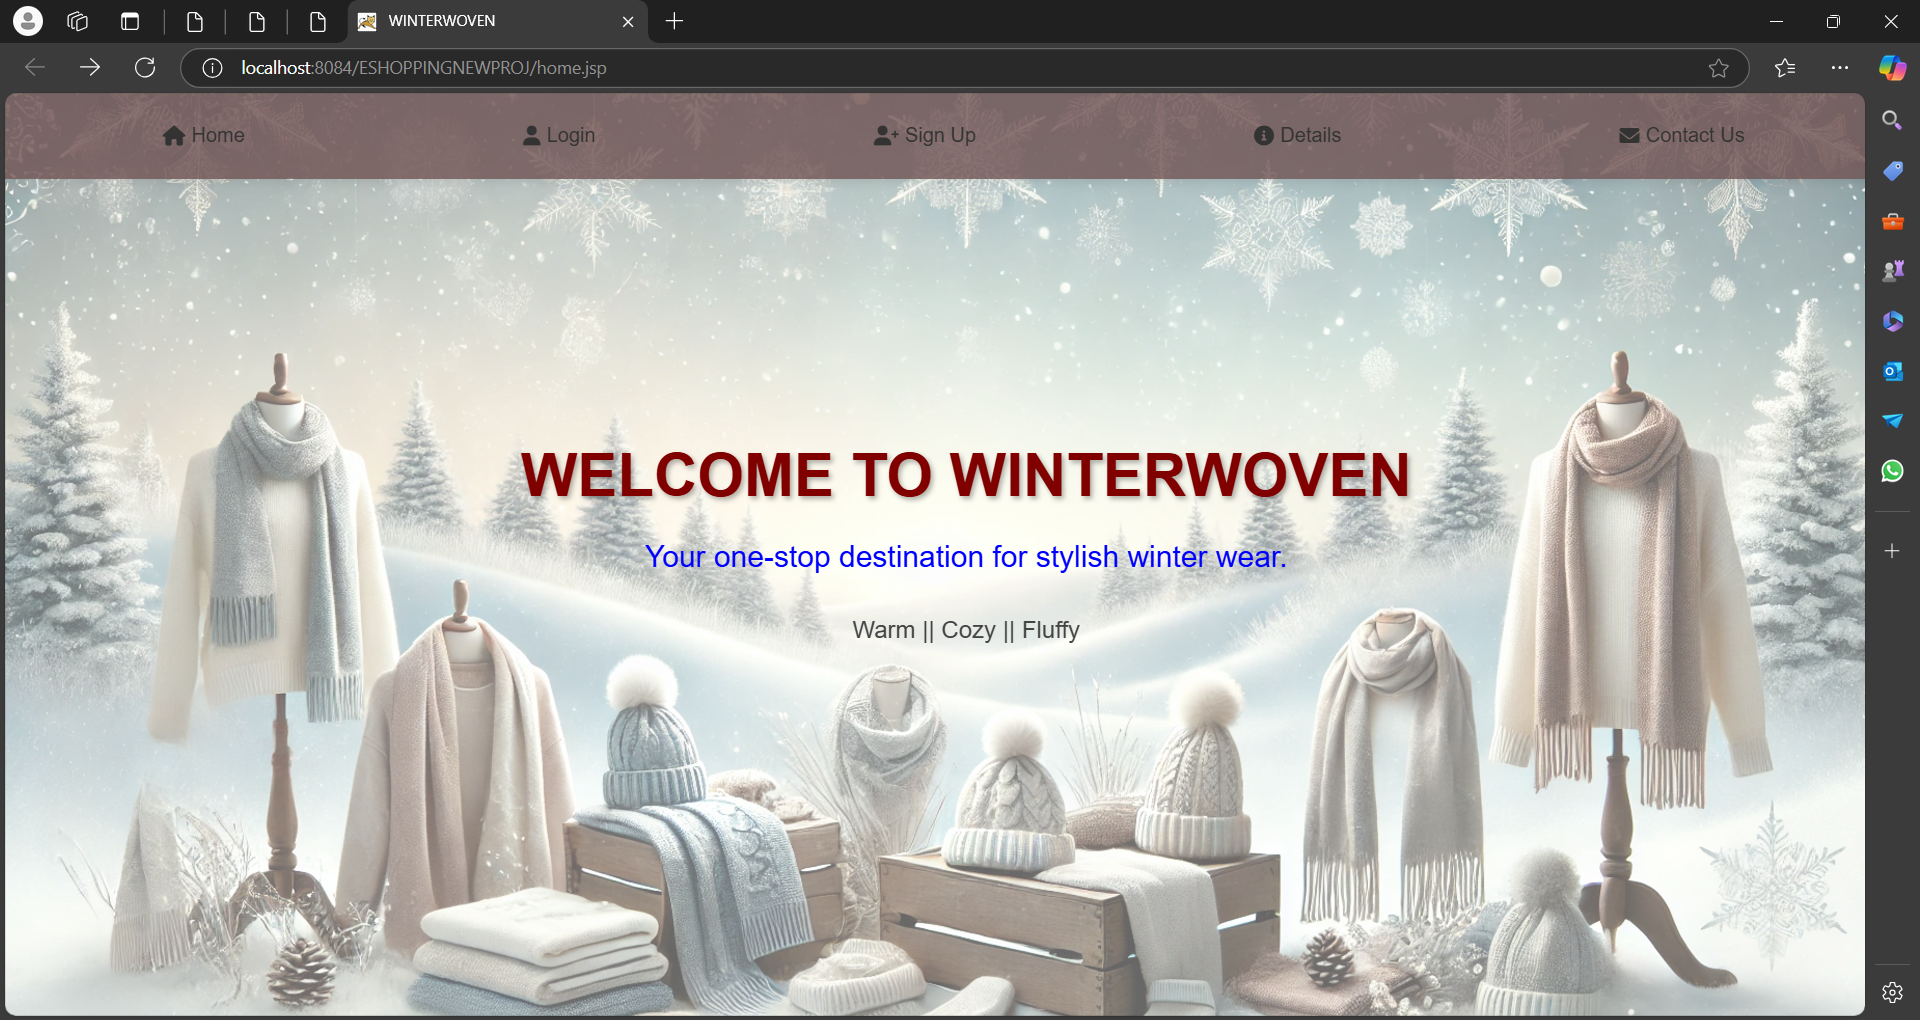 WINTERWOVEN
localhost:8084/ESHOPPINGNEWPROJ/home.jsp
Home
Login
Sign Up
Details
Contact Us
WELCOME TO WINTERWOVEN
Your one-stop destination for stylish winter wear.
Warm || Cozy || Fluffy